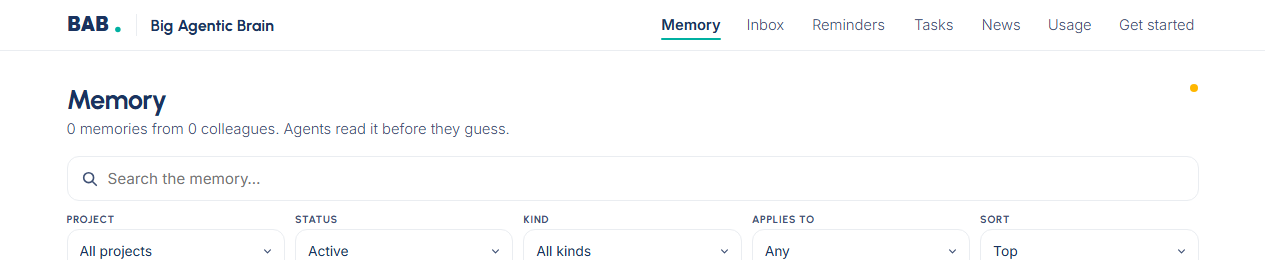 BAB. Big Agentic Brain Memory Inbox Reminders Tasks News Usage Get started
Memory
0 memories from 0 colleagues. Agents read it before they guess.
Search the memory...
PROJECT STATUS KIND APPLIES TO SORT
All projects Active All kinds Any Top